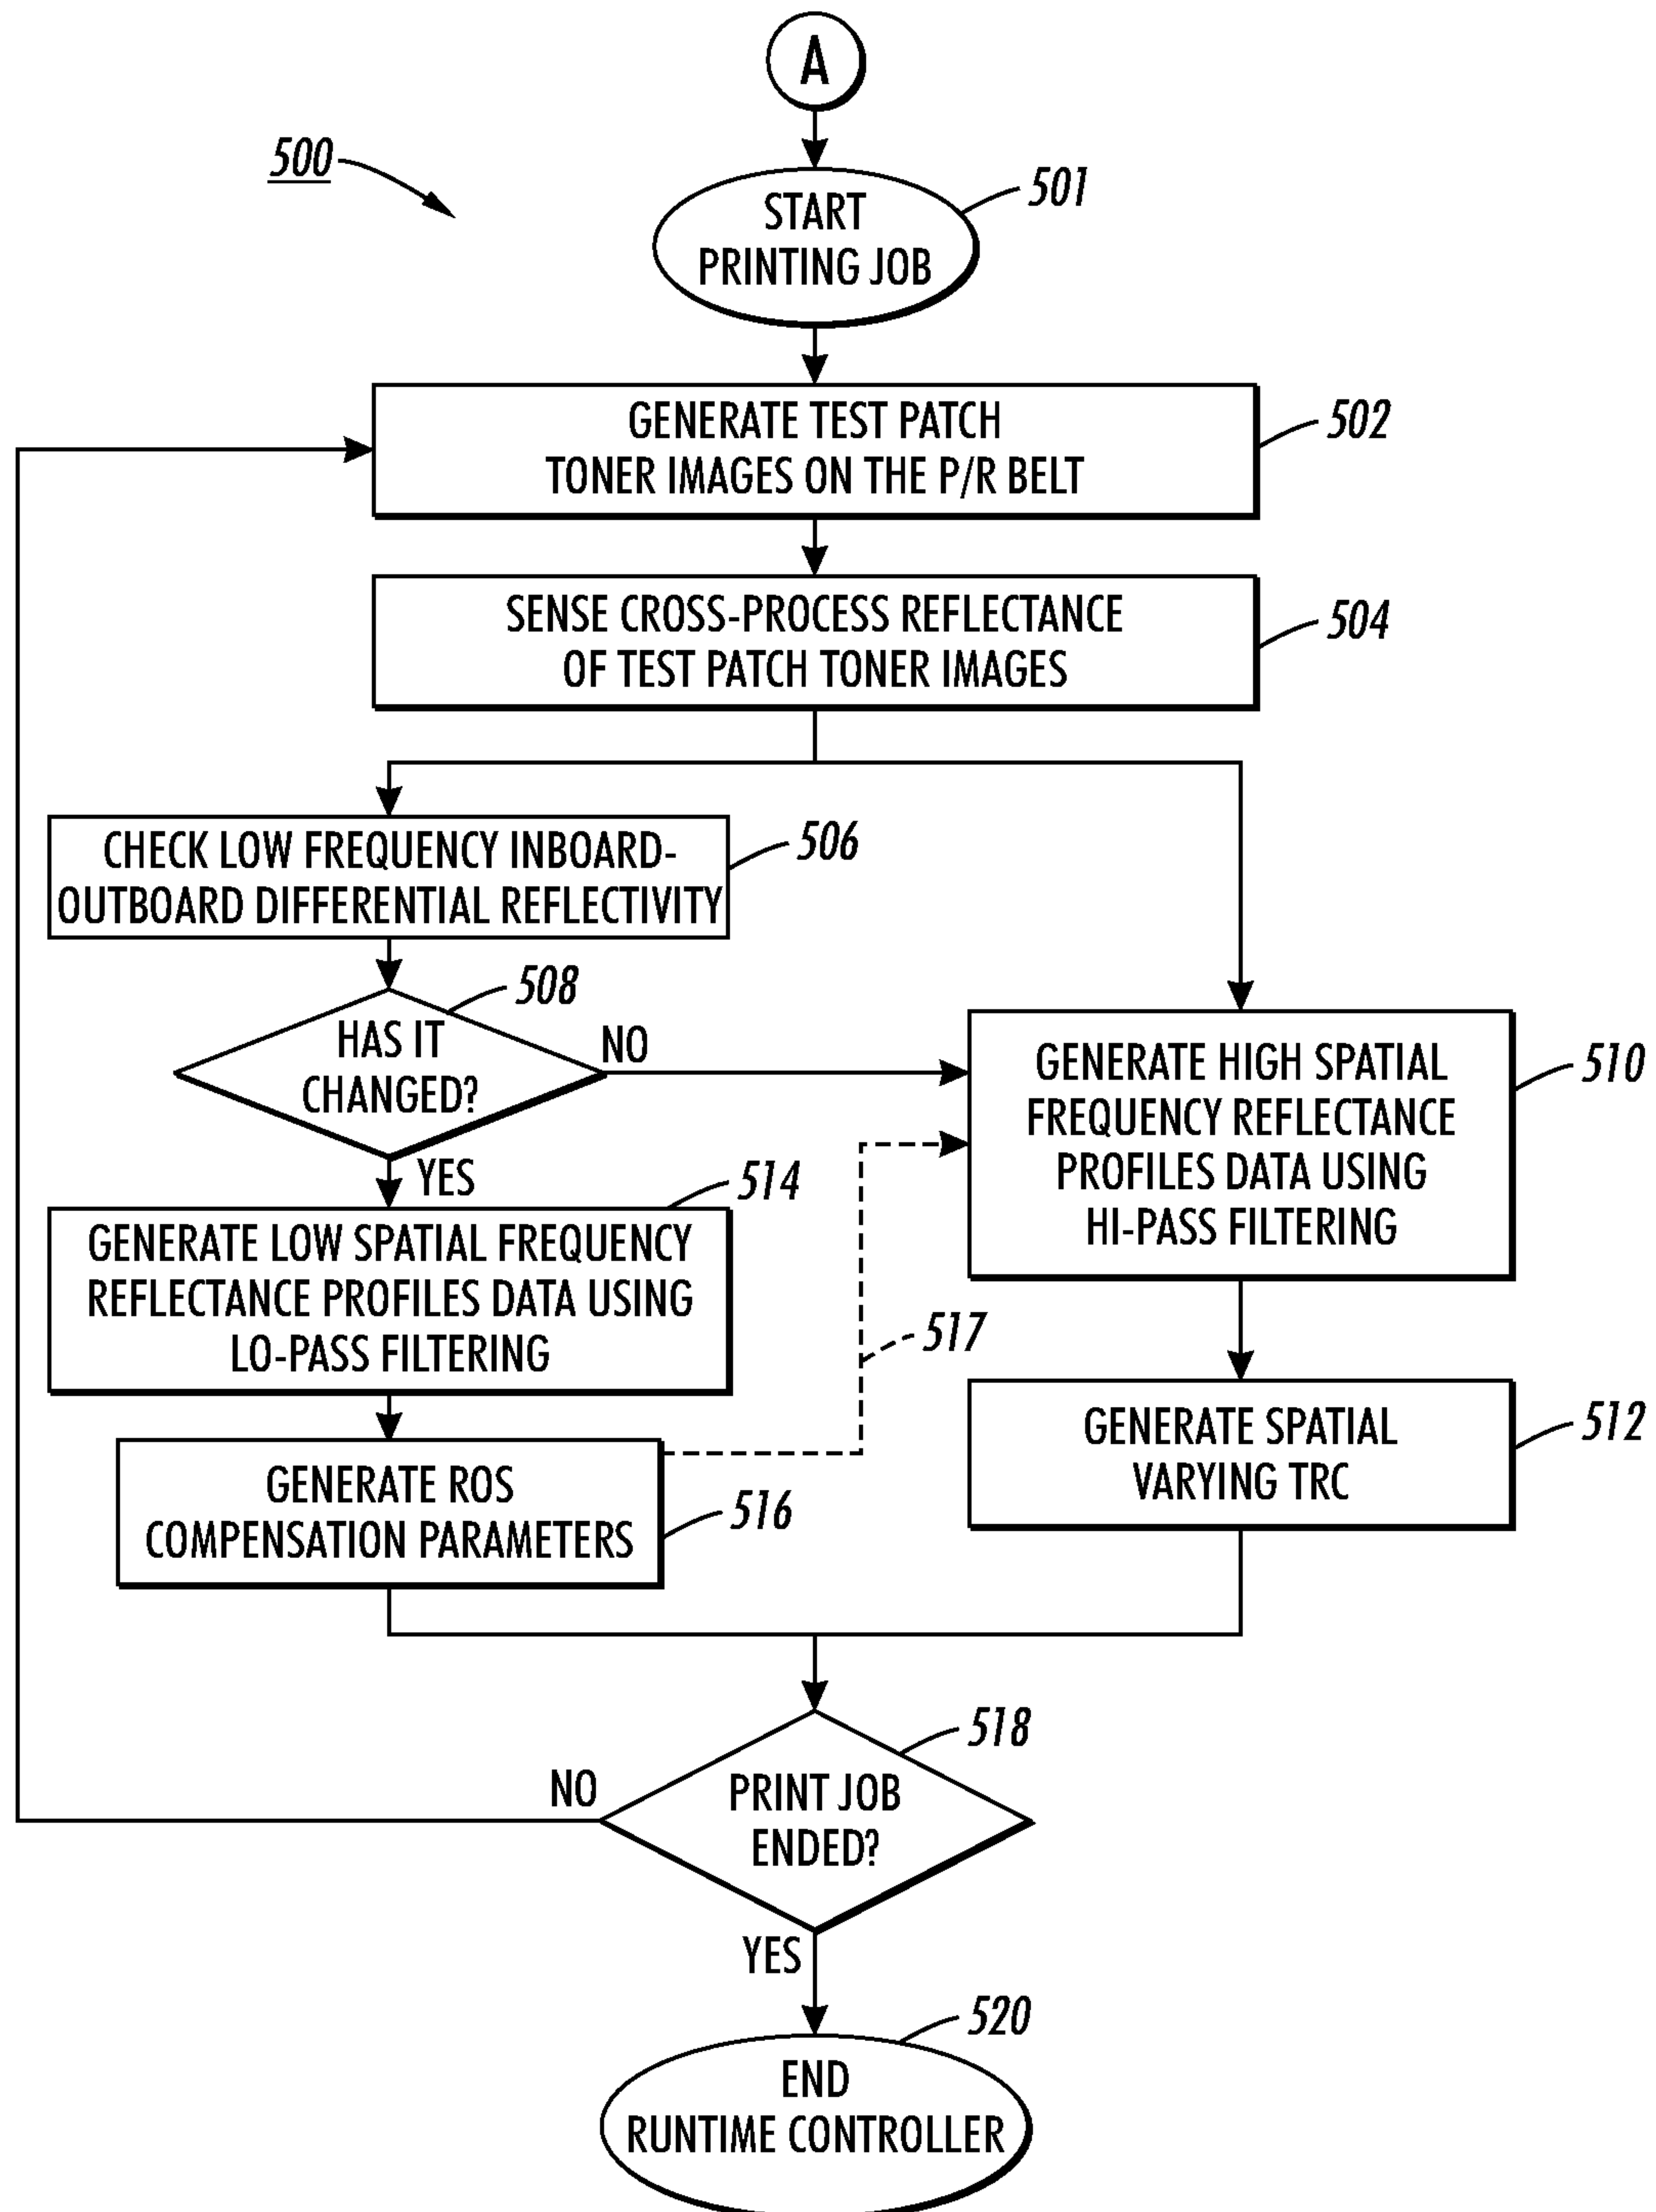 A
500
501
START
PRINTING JOB
502
GENERATE TEST PATCH
TONER IMAGES ON THE P/R BELT
504
SENSE CROSS-PROCESS REFLECTANCE
OF TEST PATCH TONER IMAGES
506
CHECK LOW FREQUENCY INBOARD-
OUTBOARD DIFFERENTIAL REFLECTIVITY
508
HAS IT
CHANGED?
NO
YES
510
GENERATE HIGH SPATIAL
FREQUENCY REFLECTANCE
PROFILES DATA USING
HI-PASS FILTERING
514
GENERATE LOW SPATIAL FREQUENCY
REFLECTANCE PROFILES DATA USING
LO-PASS FILTERING
517
512
GENERATE SPATIAL
VARYING TRC
516
GENERATE ROS
COMPENSATION PARAMETERS
518
PRINT JOB
ENDED?
NO
YES
520
END
RUNTIME CONTROLLER